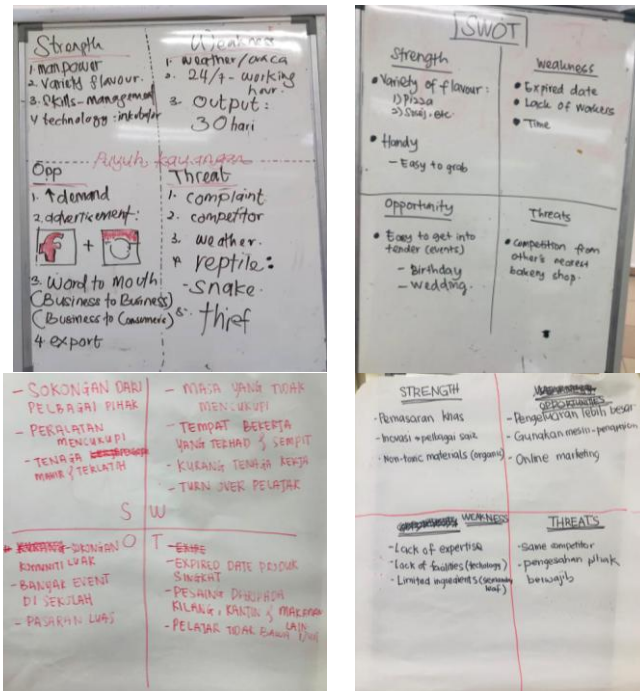 Strength
1. manpower
2. variety flavour.
3. skills-management
4 technology: inkubator
Weakness
1. weather/cuaca
2. 24/7 - working
hour.
3. output:
30 hari
Puyuh kayangan
Opp
1. ↑ demand
2. advertisement:
f +
3. Word to Mouth
(Business to Business)
(Business to Consumers)
4 export
Threat
1. complaint
2. competitor
3. weather.
4. reptile:
-snake.
5. thief
SWOT
Strength
• Variety of flavour:
1) Pizza
2) etc
• Handy
- Easy to grab
Weakness
• Expired date
• Lack of workers
• Time
Opportunity
• Easy to get into
tender (events)
- Birthday
- Wedding
Threats
• Competition from
other's nearest
bakery shop.
- SOKONGAN DARI
PELBAGAI PIHAK
- PERALATAN
MENCUKUPI
- TENAGA
MAHIR & TERLATIH
S
- MASA YANG TIDAK
MENCUKUPI
- TEMPAT BEKERJA
YANG TERHAD & SEMPIT
- KURANG TENAGA KERJA
- TURN OVER PELAJAR
W
O
- SOKONGAN
KOMUNITI LUAR
- BANYAK EVENT
DI SEKOLAH
- PASARAN LUAS
T
- EXPIRED DATE PRODUK
SINGKAT
- PESAING DARIPADA
KILANG, KANTIN & MAKANAN
LAIN
- PELAJAR TIDAK BAWA
STRENGTH
- Pemasaran khas
- Inovasi - pelbagai saiz
- Non-toxic materials (organic)
OPPORTUNITIES
- Pengeluaran lebih besar
- Gunakan mesin
- Online marketing
WEAKNESS
- Lack of expertise
- Lack of facilities (technology)
- Limited ingredients ( leaf)
THREATS
- Same competitor
- pengesahan pihak
berwajib